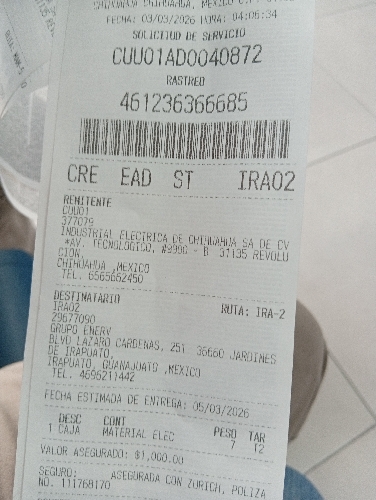 CHIHUAHUA CHIHUAHUA, MEXICO
FECHA: 03/03/2026 HORA: 04:06:34
SOLICITUD DE SERVICIO
CUU01AD0040872
RASTREO
461236366685
CRE EAD ST IRA02
REMITENTE
CUU01
377079
INDUSTRIAL ELECTRICA DE CHIHUAHUA SA DE CV
*AV. TECNOLOGICO, #9900 - B 31135 REVOLU
CION,
CHIHUAHUA ,MEXICO
TEL. 6565662450
DESTINATARIO
IRA02 RUTA: IRA-2
29677090
GRUPO ENERV
BLVD LAZARO CARDENAS, 251 36660 JARDINES
DE IRAPUATO,
IRAPUATO, GUANAJUATO ,MEXICO
TEL. 4696211442
FECHA ESTIMADA DE ENTREGA: 05/03/2026
DESC CONT PESO TAR
1 CAJA MATERIAL ELEC 7 T2
VALOR ASEGURADO: $1,000.00
SEGURO: ASEGURADA CON ZURICH, POLIZA
NO. 111768170